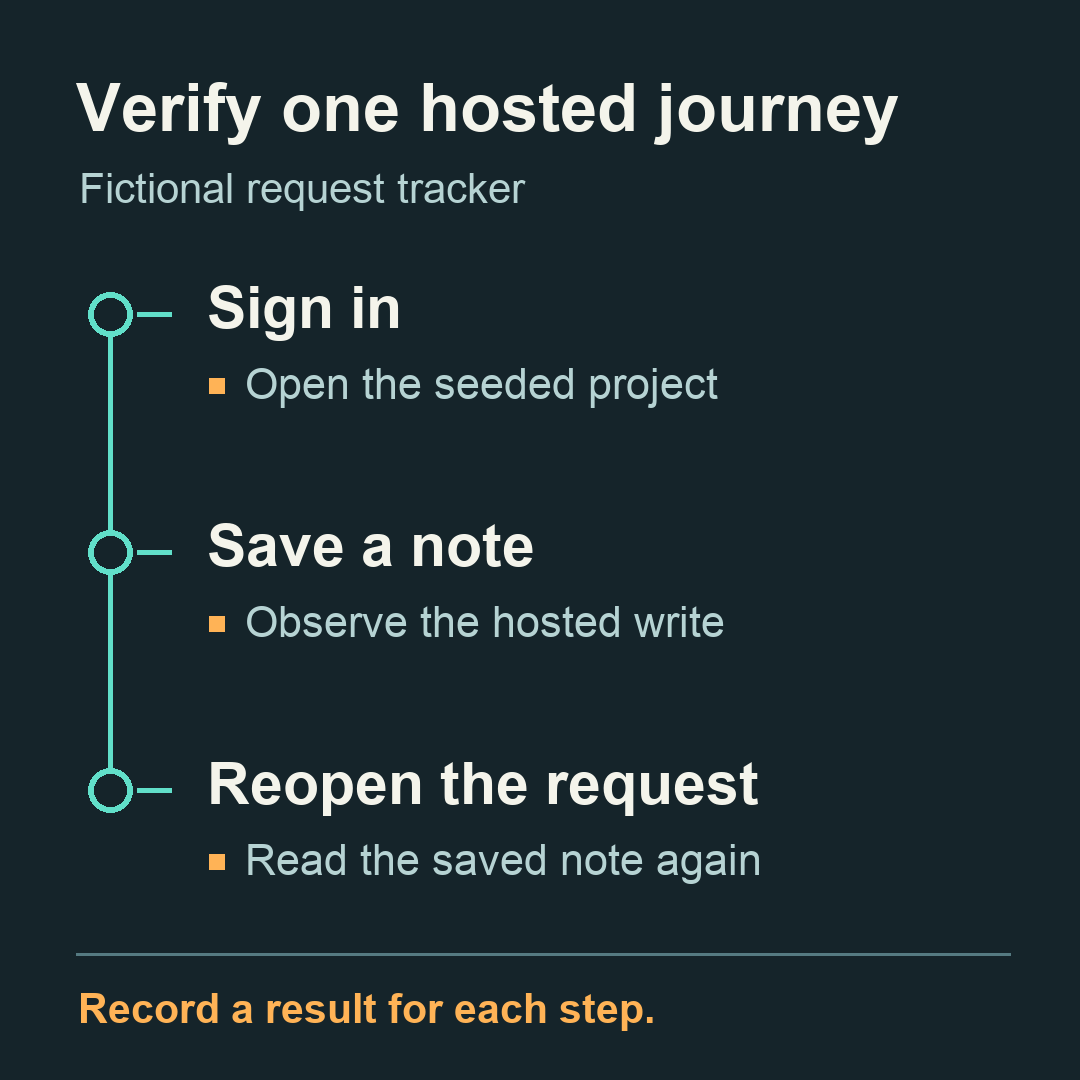 Verify one hosted journey
Fictional request tracker
Sign in
Open the seeded project
Save a note
Observe the hosted write
Reopen the request
Read the saved note again
Record a result for each step.